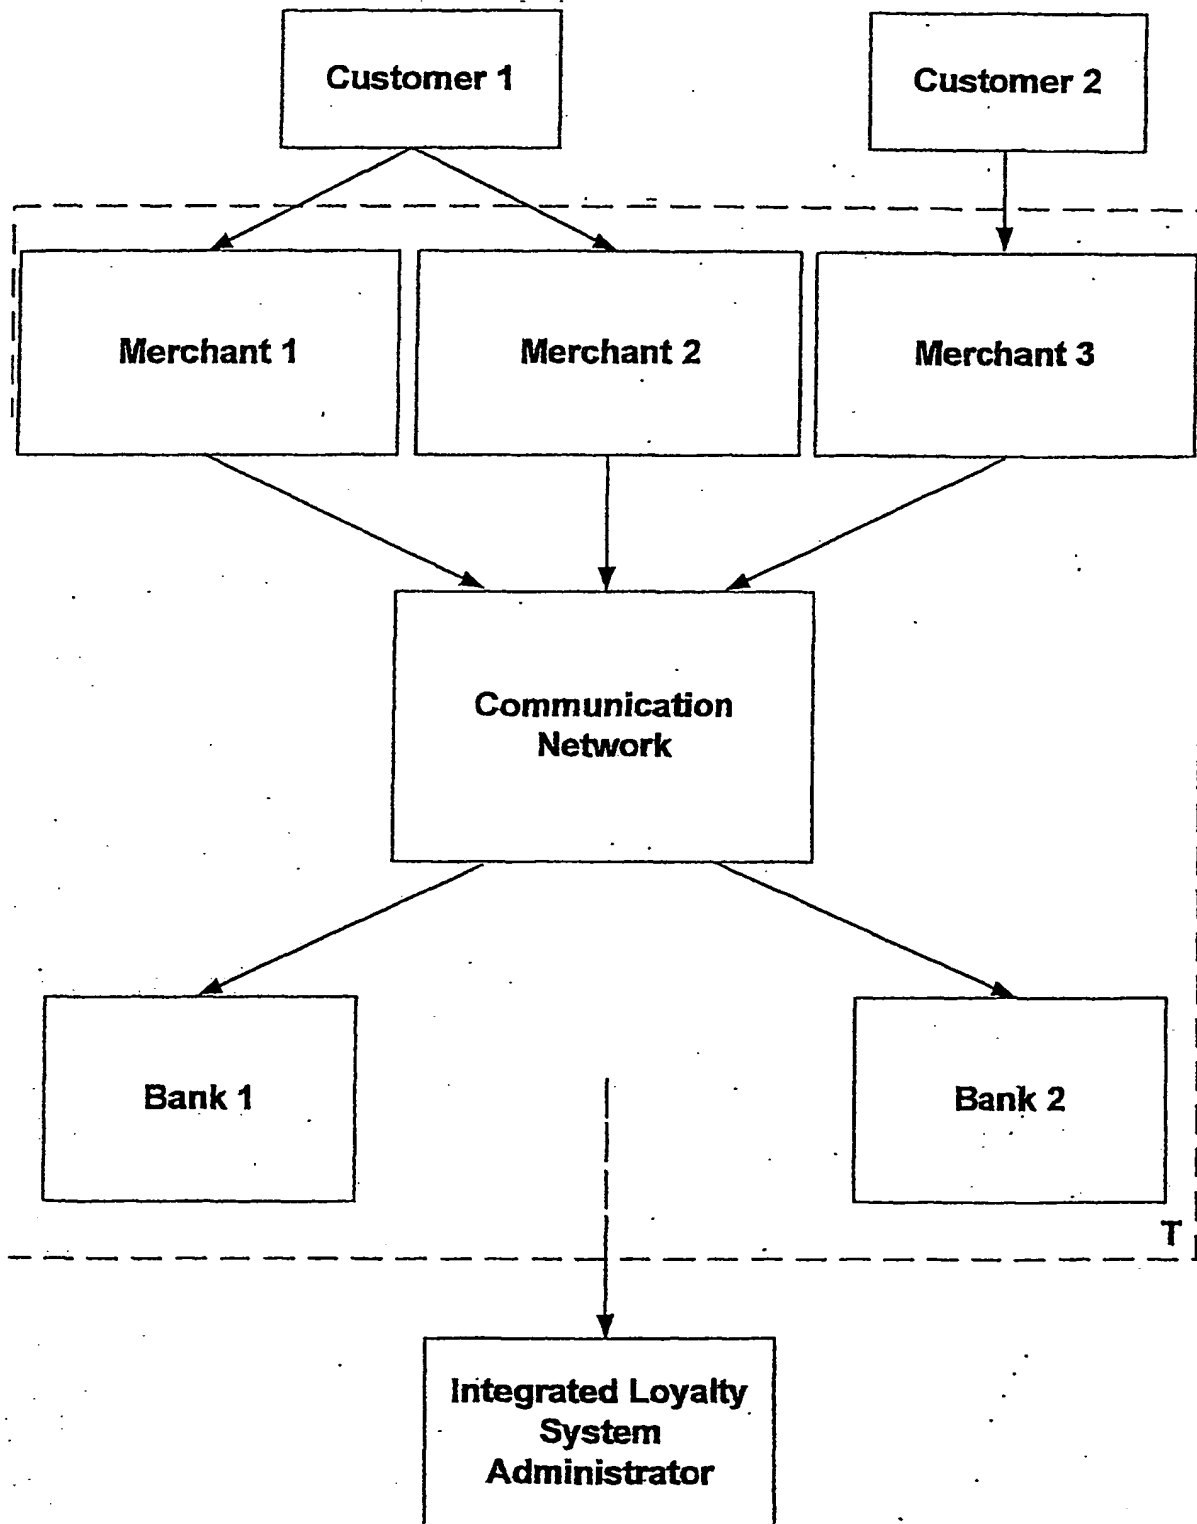 Customer 1
Customer 2
Merchant 1
Merchant 2
Merchant 3
Communication
Network
Bank 1
Bank 2
T
Integrated Loyalty
System
Administrator